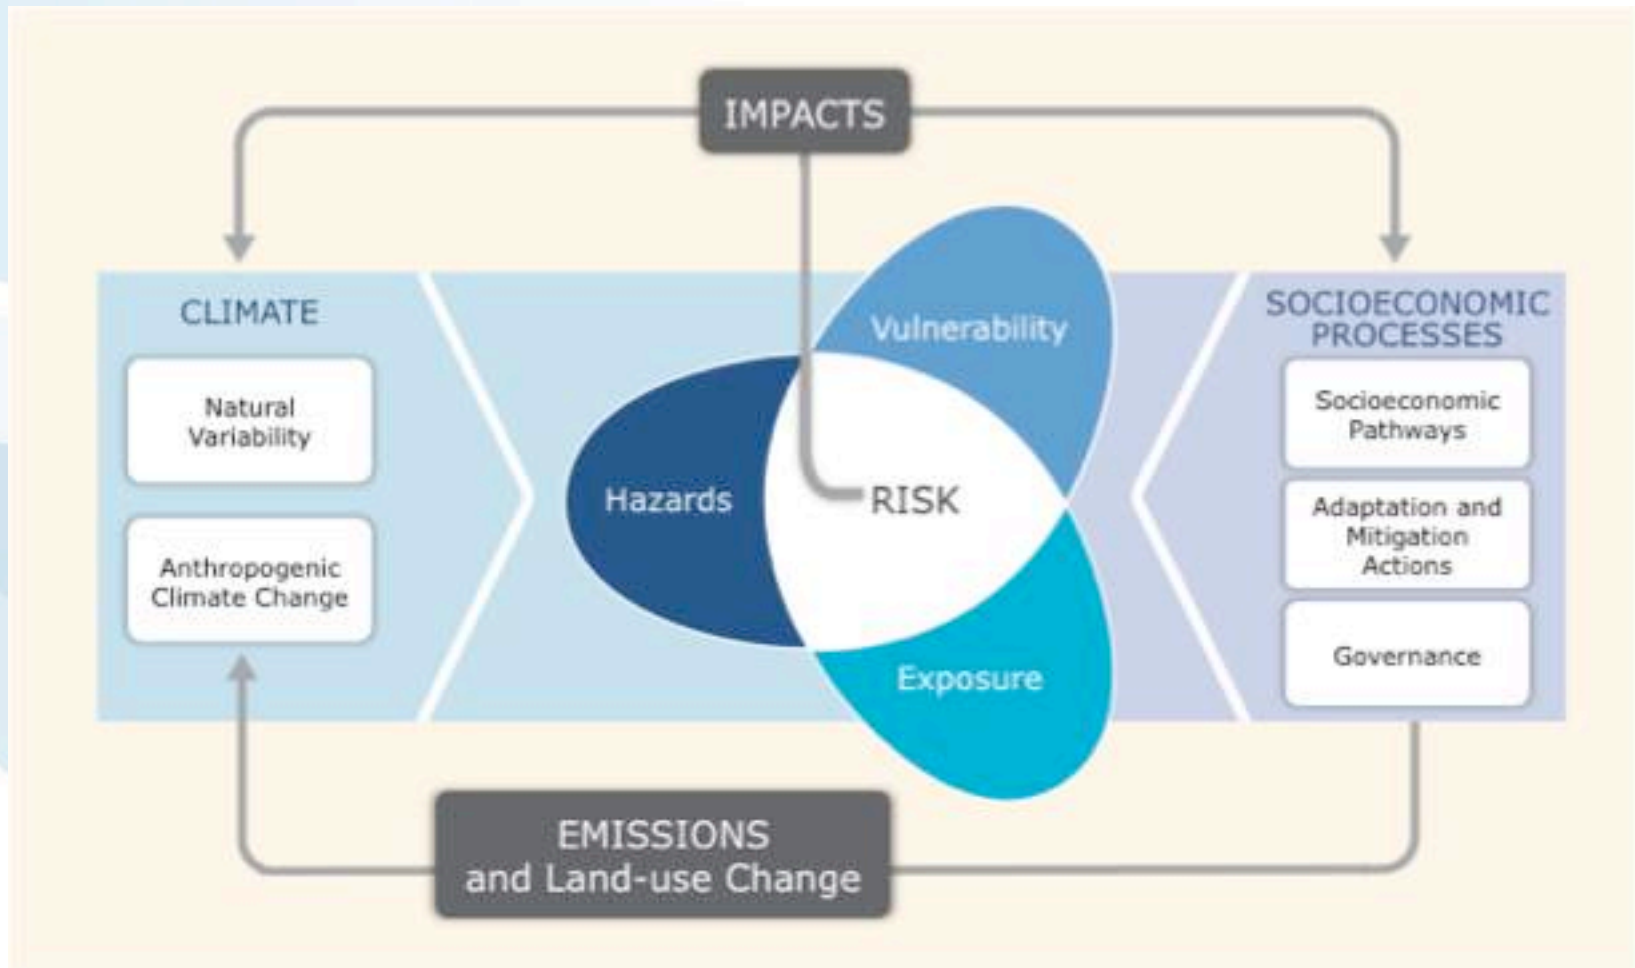 IMPACTS
CLIMATE
Natural
Variability
Anthropogenic
Climate Change
Vulnerability
Hazards
RISK
Exposure
SOCIOECONOMIC
PROCESSES
Socioeconomic
Pathways
Adaptation and
Mitigation
Actions
Governance
EMISSIONS
and Land-use Change